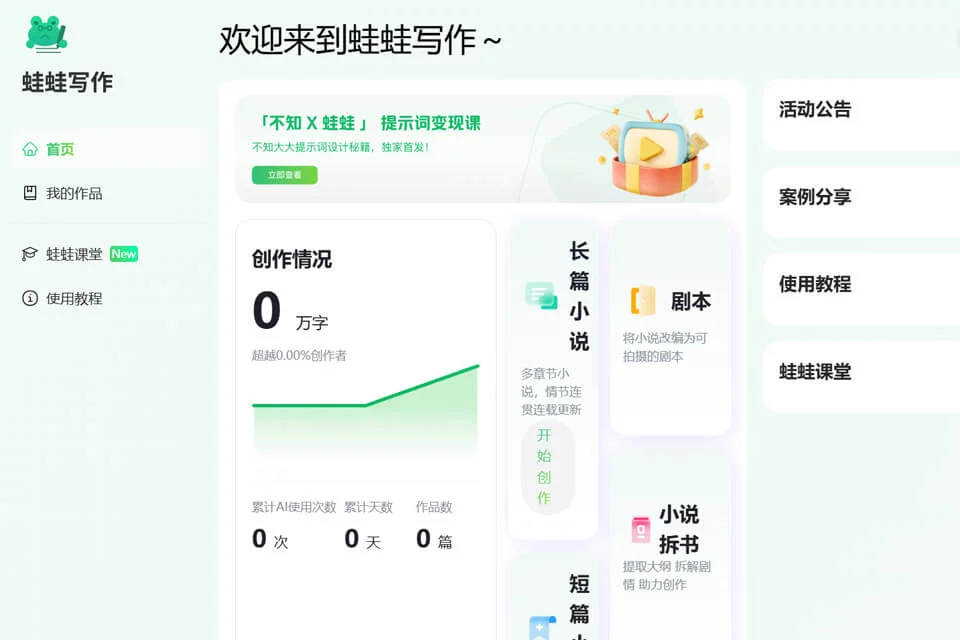 蛙蛙写作
首页
我的作品
蛙蛙课堂 New
使用教程
欢迎来到蛙蛙写作～
「不知 X 蛙蛙 」 提示词变现课
不知大大提示词设计秘籍，独家首发！
立即查看
创作情况
0 万字
超越0.00%创作者
累计AI使用次数 累计天数 作品数
0 次 0 天 0 篇
长
篇
小
说
多章节小
说，情节连
贯连载更新
开
始
创
作
短
篇
剧本
将小说改编为可
拍摄的剧本
小说
拆书
提取大纲 拆解剧
情 助力创作
活动公告
案例分享
使用教程
蛙蛙课堂